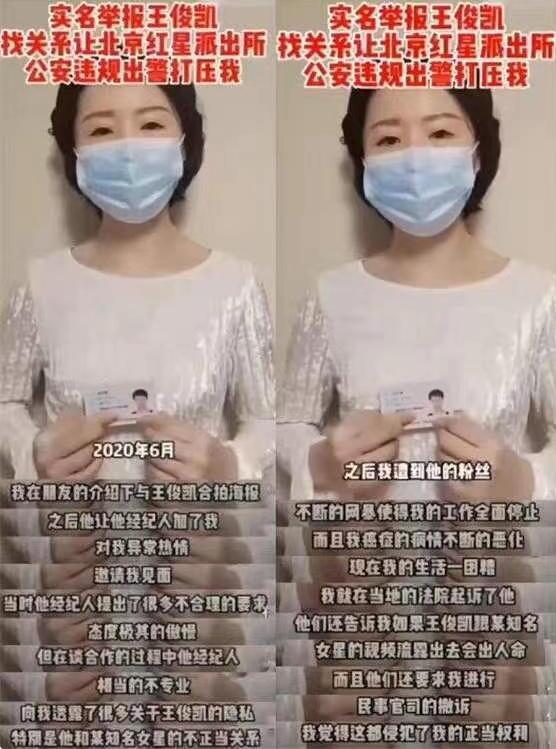 实名举报王俊凯
找关系让北京红星派出所
公安违规出警打压我
2020年6月
我在朋友的介绍下与王俊凯合拍海报
之后他让他经纪人加了我
对我异常热情
邀请我见面
当时他经纪人提出了很多不合理的要求
态度极其的傲慢
但在谈合作的过程中他经纪人
相当的不专业
向我透露了很多关于王俊凯的隐私
特别是他和某知名女星的不正当关系
实名举报王俊凯
找关系让北京红星派出所
公安违规出警打压我
之后我遭到他的粉丝
不断的网暴使得我的工作全面停止
而且我癌症的病情不断的恶化
现在我的生活一团糟
我就在当地的法院起诉了他
他们还告诉我如果王俊凯跟某知名
女星的视频流露出去会出人命
而且他们还要求我进行
民事官司的撤诉
我觉得这都侵犯了我的正当权利